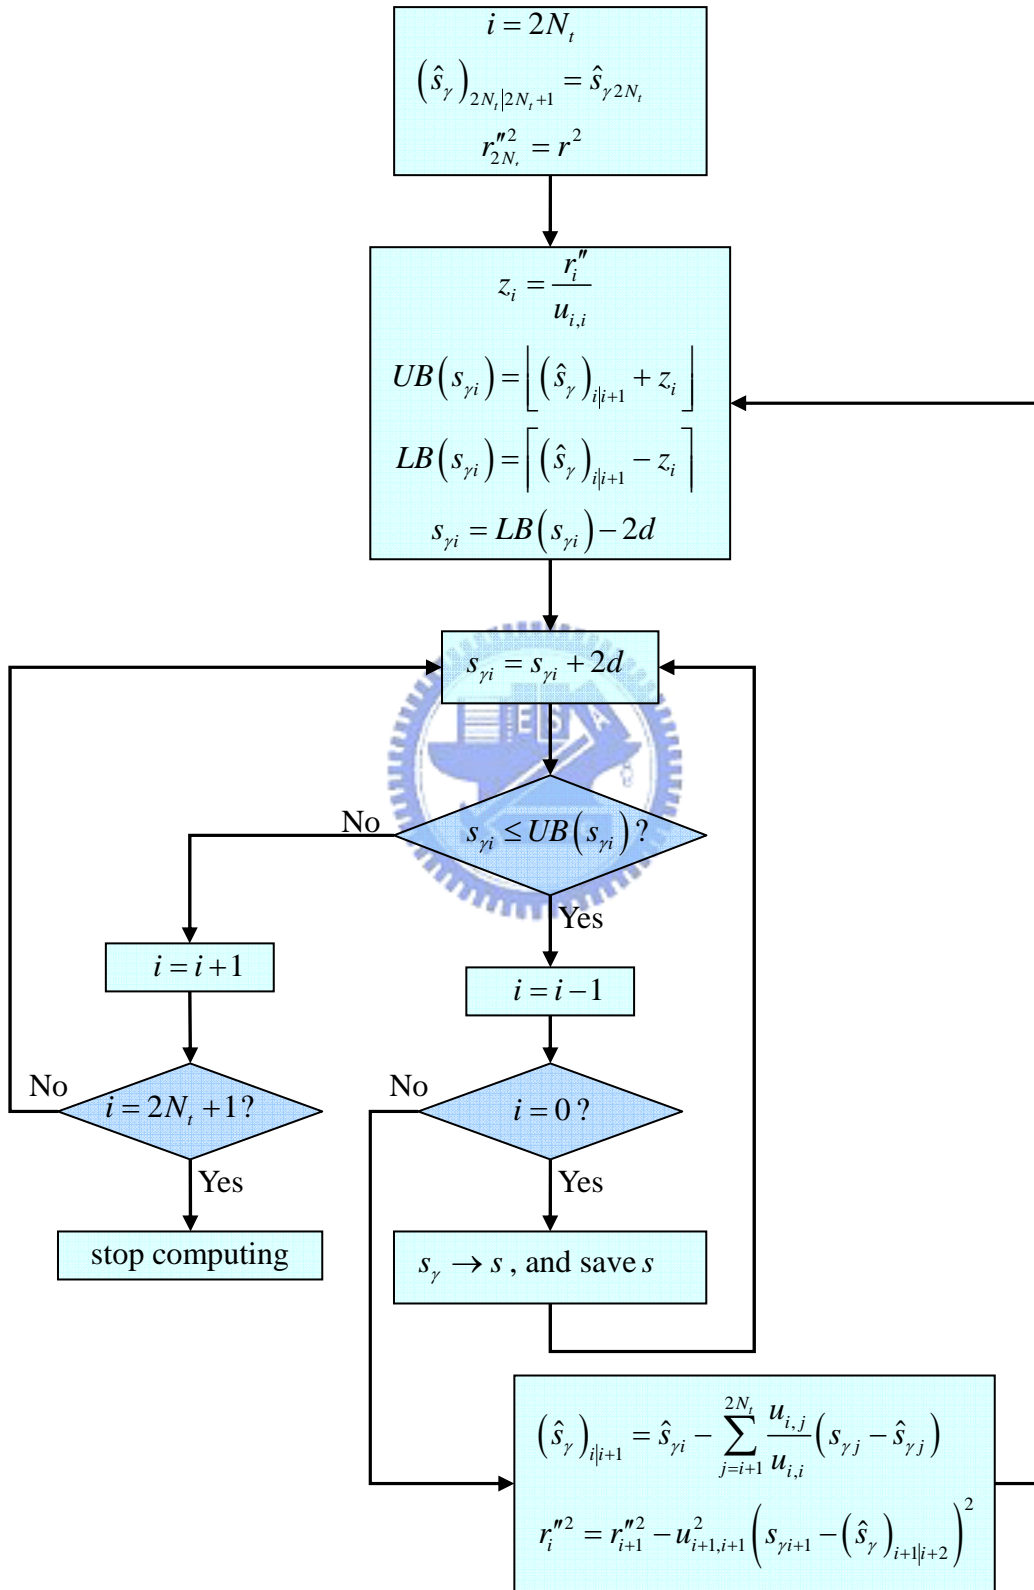 i = 2N_t
(ŝ_γ)_{2N_t|2N_t+1} = ŝ_{γ2N_t}
r''^2_{2N_t} = r^2
z_i = r''_i / u_{i,i}
UB(s_{γi}) = ⌊(ŝ_γ)_{i|i+1} + z_i⌋
LB(s_{γi}) = ⌈(ŝ_γ)_{i|i+1} − z_i⌉
s_{γi} = LB(s_{γi}) − 2d
s_{γi} = s_{γi} + 2d
ESA
s_{γi} ≤ UB(s_{γi}) ?
No
Yes
i = i + 1
i = i − 1
No
i = 2N_t + 1?
No
i = 0 ?
Yes
Yes
stop computing
s_γ → s , and save s
(ŝ_γ)_{i|i+1} = ŝ_{γi} − ∑_{j=i+1}^{2N_t} u_{i,j}/u_{i,i} (s_{γj} − ŝ_{γj})
r''^2_i = r''^2_{i+1} − u^2_{i+1,i+1} (s_{γi+1} − (ŝ_γ)_{i+1|i+2})^2